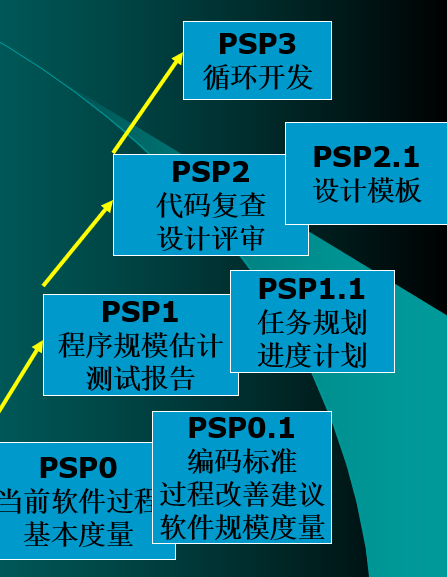 PSP3
循环开发
PSP2
代码复查
设计评审
PSP2.1
设计模板
PSP1
程序规模估计
测试报告
PSP1.1
任务规划
进度计划
PSP0
当前软件过程
基本度量
PSP0.1
编码标准
过程改善建议
软件规模度量